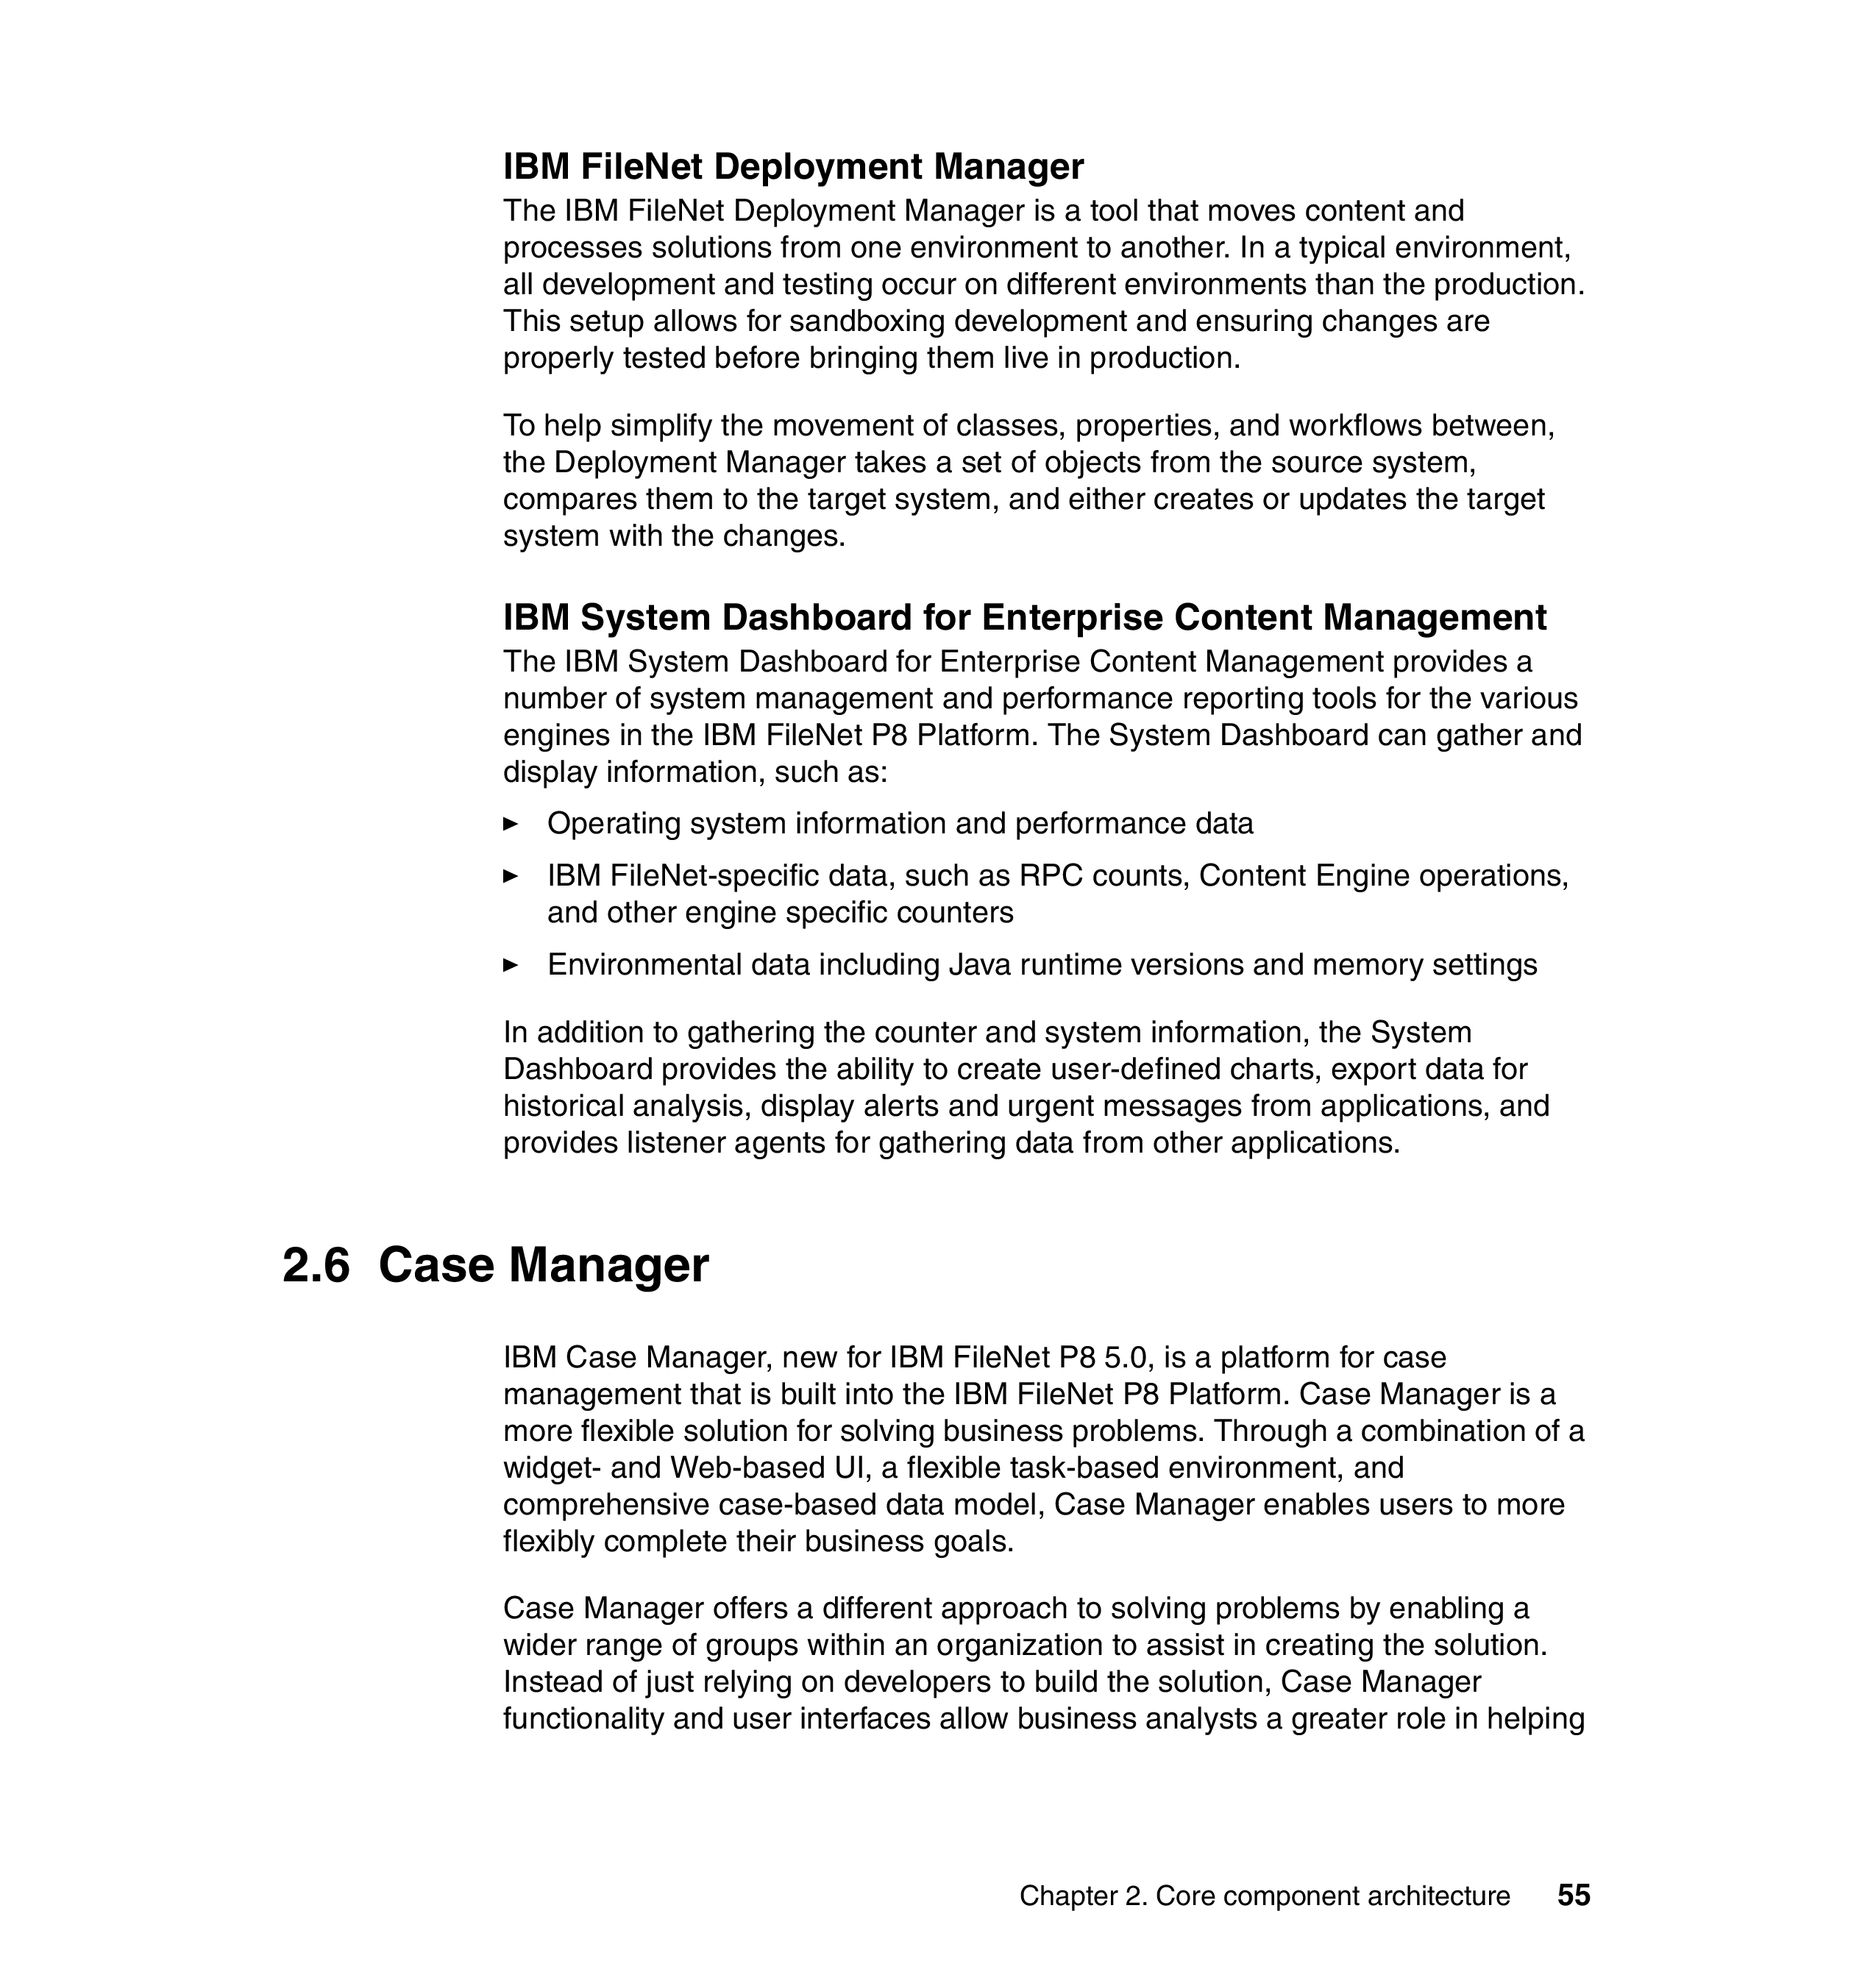 IBM FileNet Deployment Manager
The IBM FileNet Deployment Manager is a tool that moves content and
processes solutions from one environment to another. In a typical environment,
all development and testing occur on different environments than the production.
This setup allows for sandboxing development and ensuring changes are
properly tested before bringing them live in production.
To help simplify the movement of classes, properties, and workflows between,
the Deployment Manager takes a set of objects from the source system,
compares them to the target system, and either creates or updates the target
system with the changes.
IBM System Dashboard for Enterprise Content Management
The IBM System Dashboard for Enterprise Content Management provides a
number of system management and performance reporting tools for the various
engines in the IBM FileNet P8 Platform. The System Dashboard can gather and
display information, such as:
► Operating system information and performance data
► IBM FileNet-specific data, such as RPC counts, Content Engine operations,
and other engine specific counters
► Environmental data including Java runtime versions and memory settings
In addition to gathering the counter and system information, the System
Dashboard provides the ability to create user-defined charts, export data for
historical analysis, display alerts and urgent messages from applications, and
provides listener agents for gathering data from other applications.
2.6 Case Manager
IBM Case Manager, new for IBM FileNet P8 5.0, is a platform for case
management that is built into the IBM FileNet P8 Platform. Case Manager is a
more flexible solution for solving business problems. Through a combination of a
widget- and Web-based UI, a flexible task-based environment, and
comprehensive case-based data model, Case Manager enables users to more
flexibly complete their business goals.
Case Manager offers a different approach to solving problems by enabling a
wider range of groups within an organization to assist in creating the solution.
Instead of just relying on developers to build the solution, Case Manager
functionality and user interfaces allow business analysts a greater role in helping
Chapter 2. Core component architecture 55